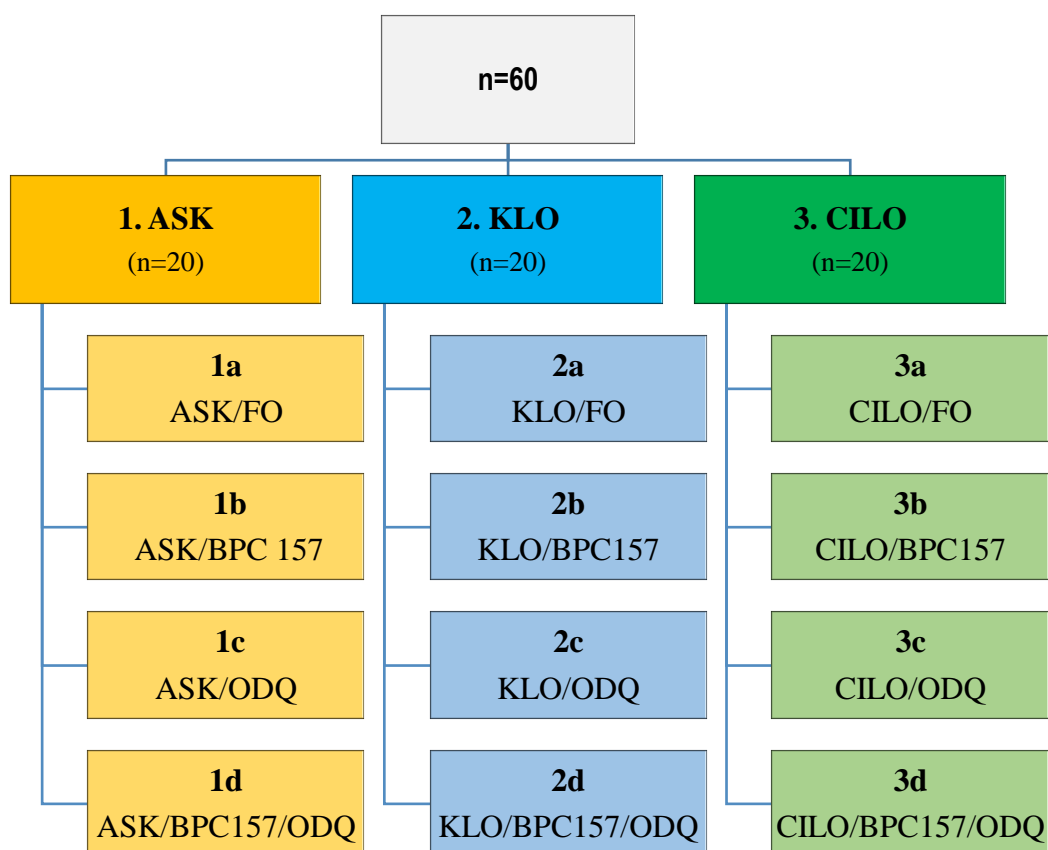 n=60
1. ASK
(n=20)
2. KLO
(n=20)
3. CILO
(n=20)
1a
ASK/FO
2a
KLO/FO
3a
CILO/FO
1b
ASK/BPC 157
2b
KLO/BPC157
3b
CILO/BPC157
1c
ASK/ODQ
2c
KLO/ODQ
3c
CILO/ODQ
1d
ASK/BPC157/ODQ
2d
KLO/BPC157/ODQ
3d
CILO/BPC157/ODQ